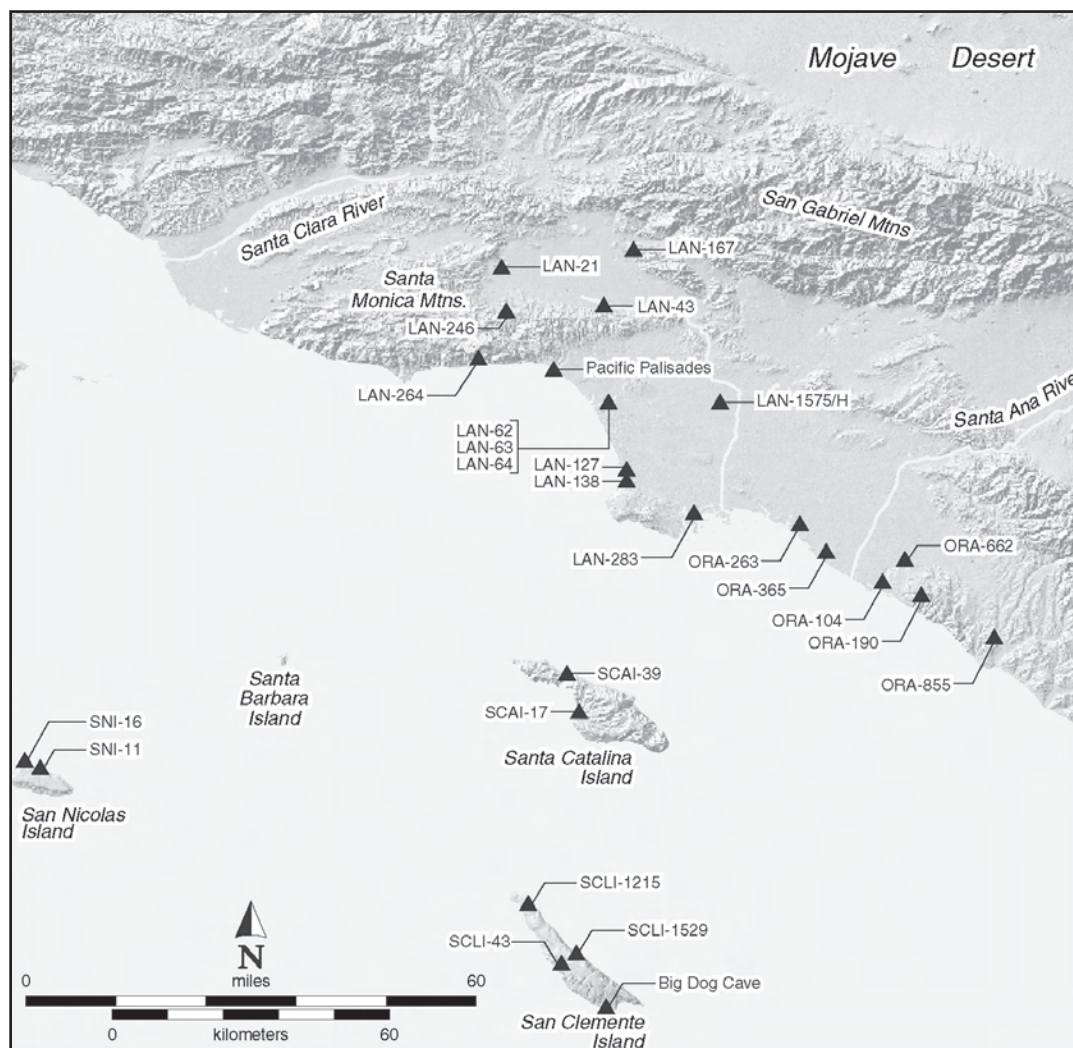 Mojave Desert
Santa Clara River
San Gabriel Mtns
LAN-167
LAN-21
Santa
Monica Mtns.
LAN-43
LAN-246
Pacific Palisades
LAN-264
LAN-1575/H
Santa Ana River
LAN-62
LAN-63
LAN-64
LAN-127
LAN-138
LAN-283
ORA-263
ORA-662
ORA-365
ORA-104
ORA-190
ORA-855
Santa
Barbara
Island
SCAI-39
SCAI-17
Santa Catalina
Island
SNI-16
SNI-11
San Nicolas
Island
SCLI-1215
SCLI-1529
SCLI-43
Big Dog Cave
San Clemente
Island
N
0 miles 60
0 kilometers 60